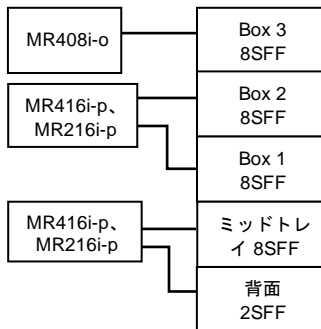 MR408i-o
Box 3
8SFF
MR416i-p、
MR216i-p
Box 2
8SFF
Box 1
8SFF
MR416i-p、
MR216i-p
ミッドトレ
イ 8SFF
背面
2SFF